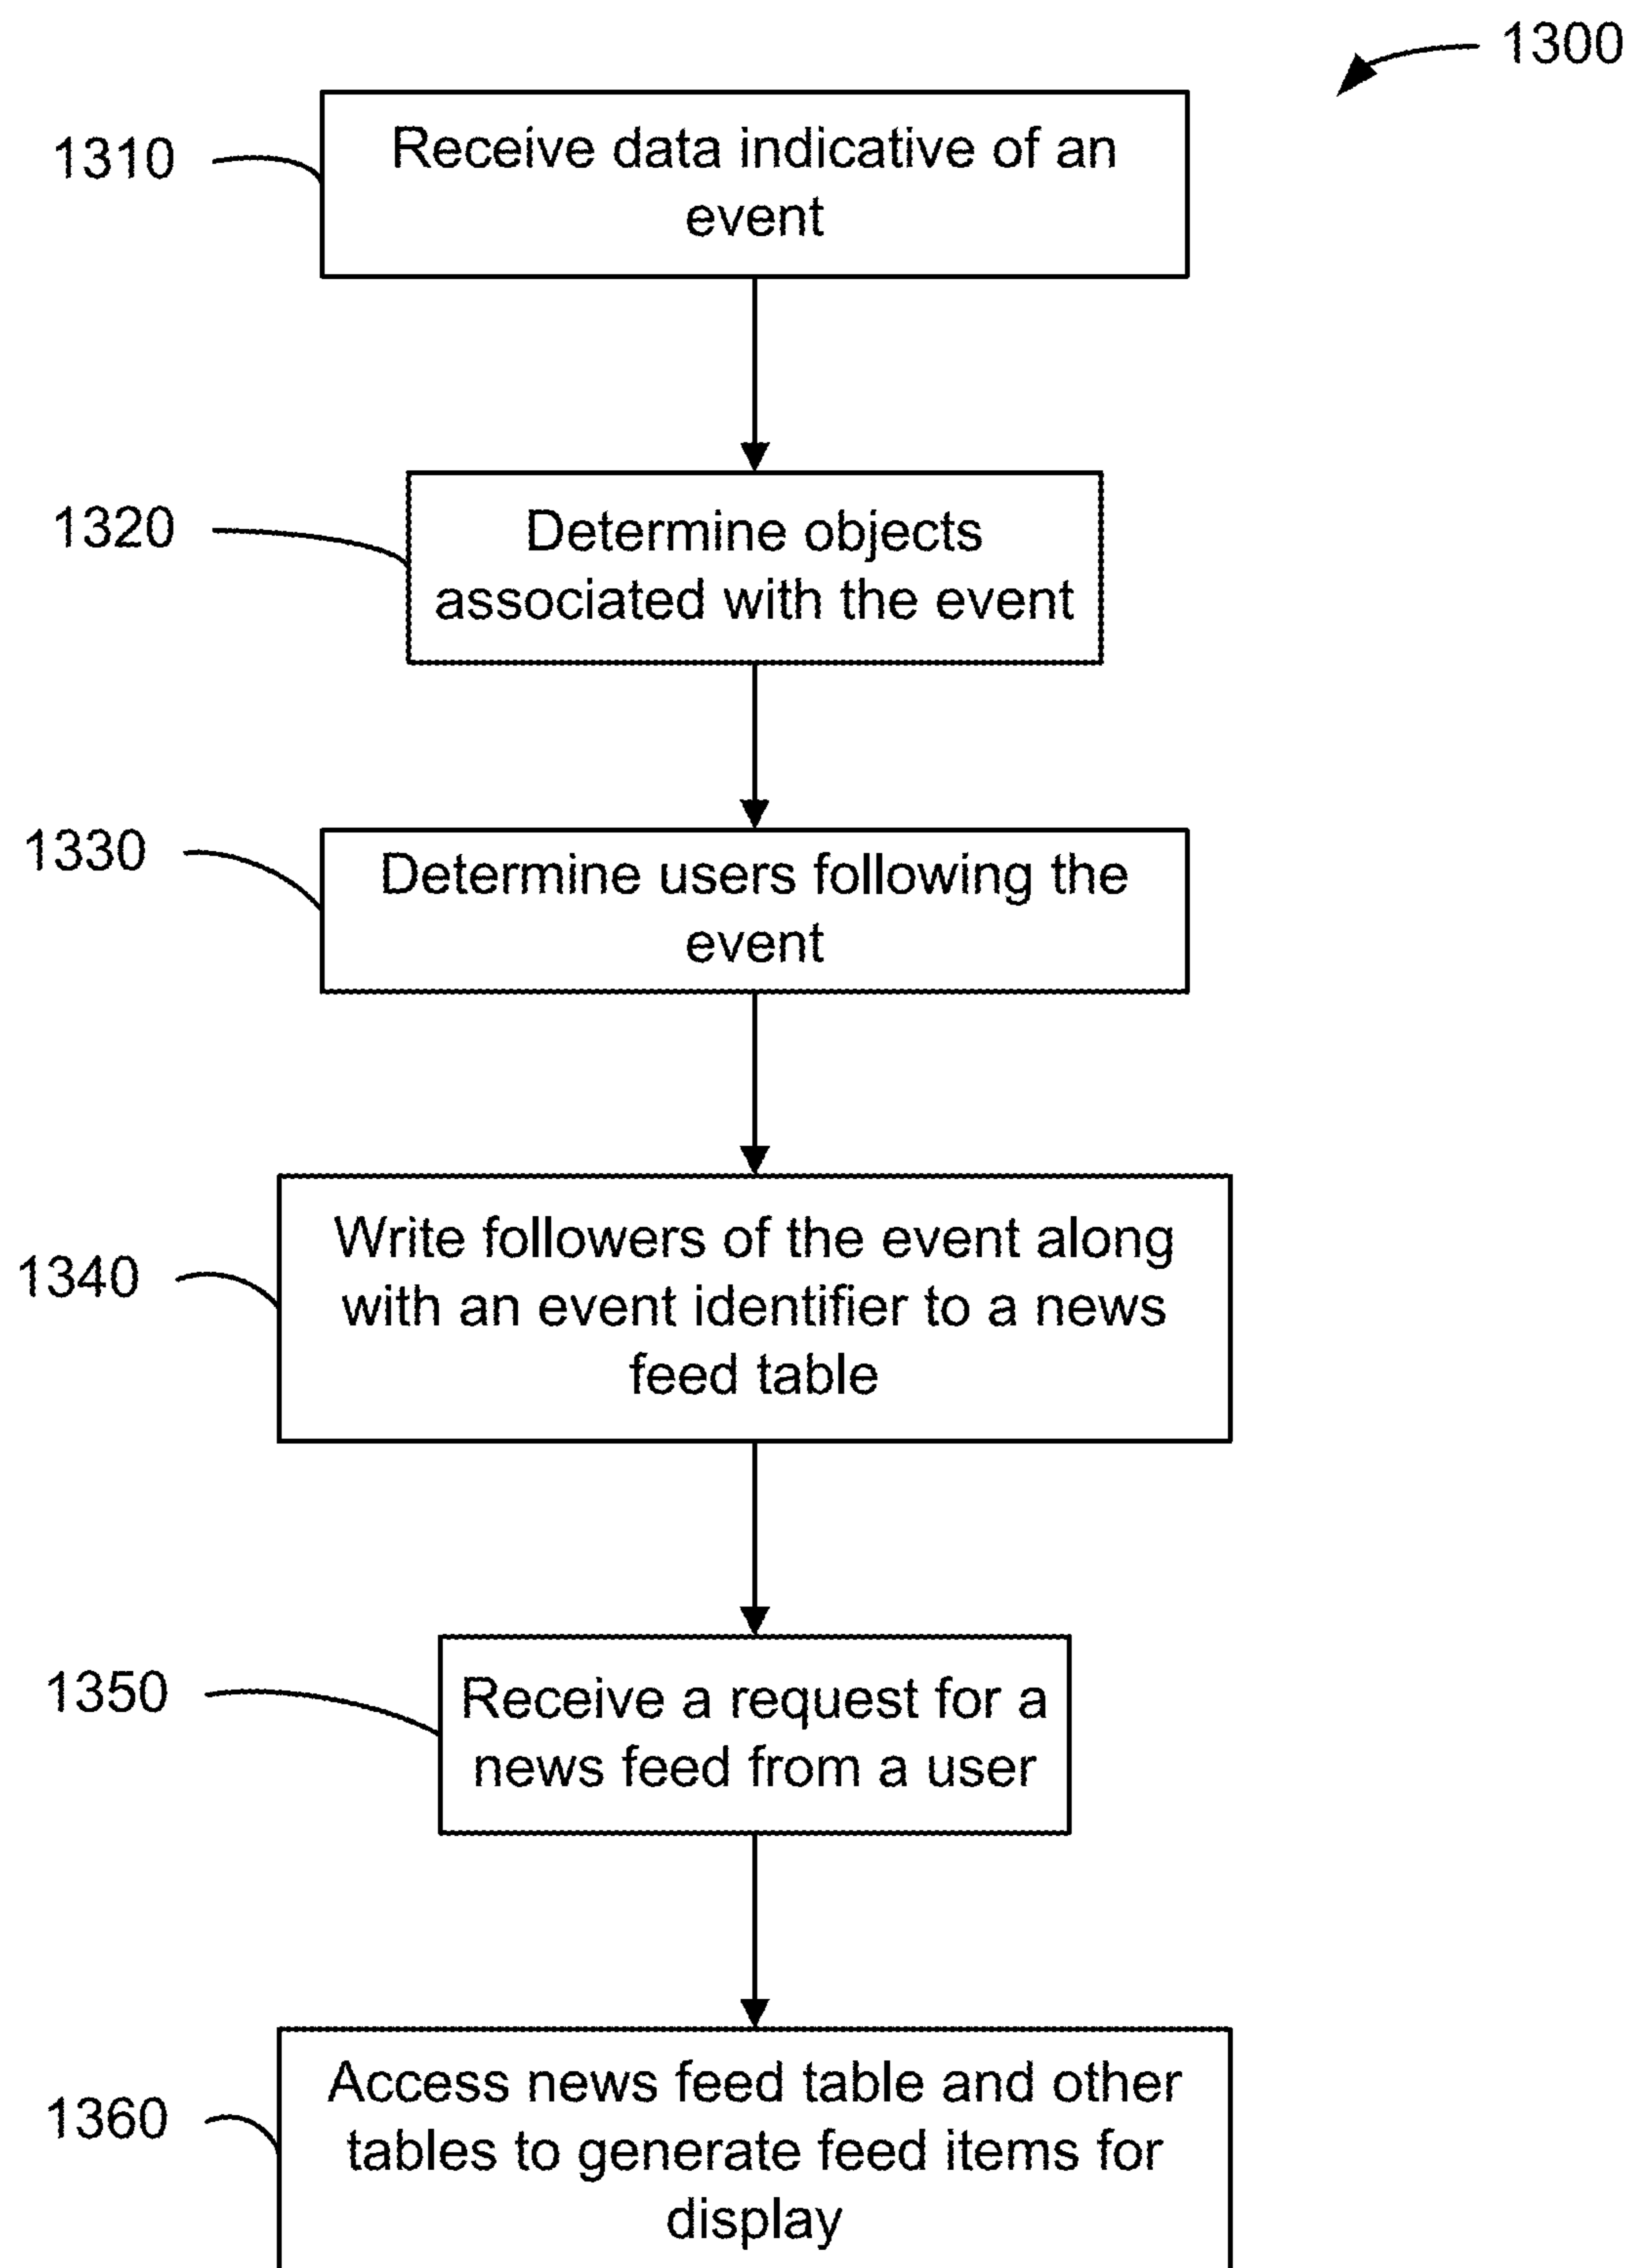 1300
1310
Receive data indicative of an
event
1320
Determine objects
associated with the event
1330
Determine users following the
event
1340
Write followers of the event along
with an event identifier to a news
feed table
1350
Receive a request for a
news feed from a user
1360
Access news feed table and other
tables to generate feed items for
display